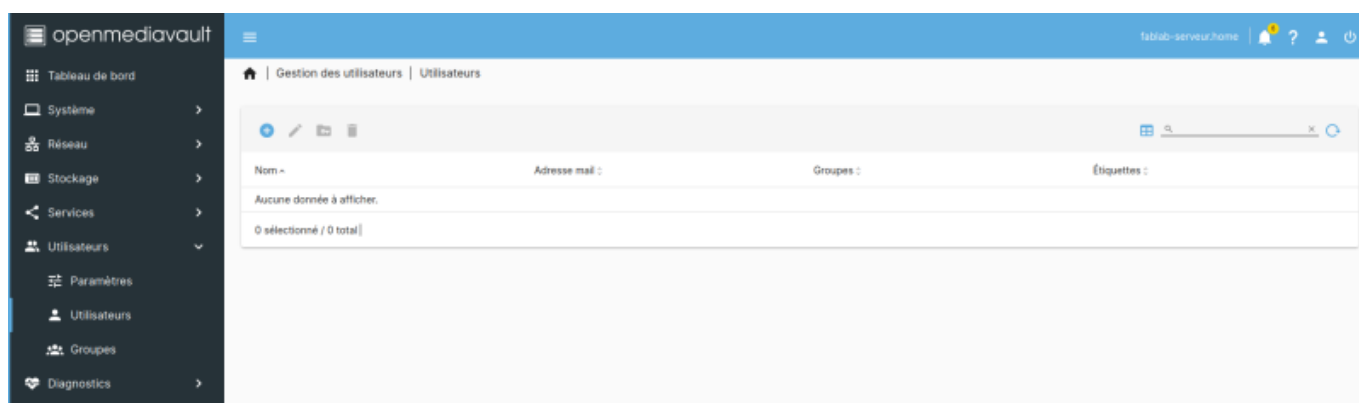 openmediavault
fablab-serveur.home
Tableau de bord
Système
Réseau
Stockage
Services
Utilisateurs
Paramètres
Utilisateurs
Groupes
Diagnostics
Gestion des utilisateurs | Utilisateurs
Nom Adresse mail Groupes Étiquettes
Aucune donnée à afficher.
0 sélectionné / 0 total